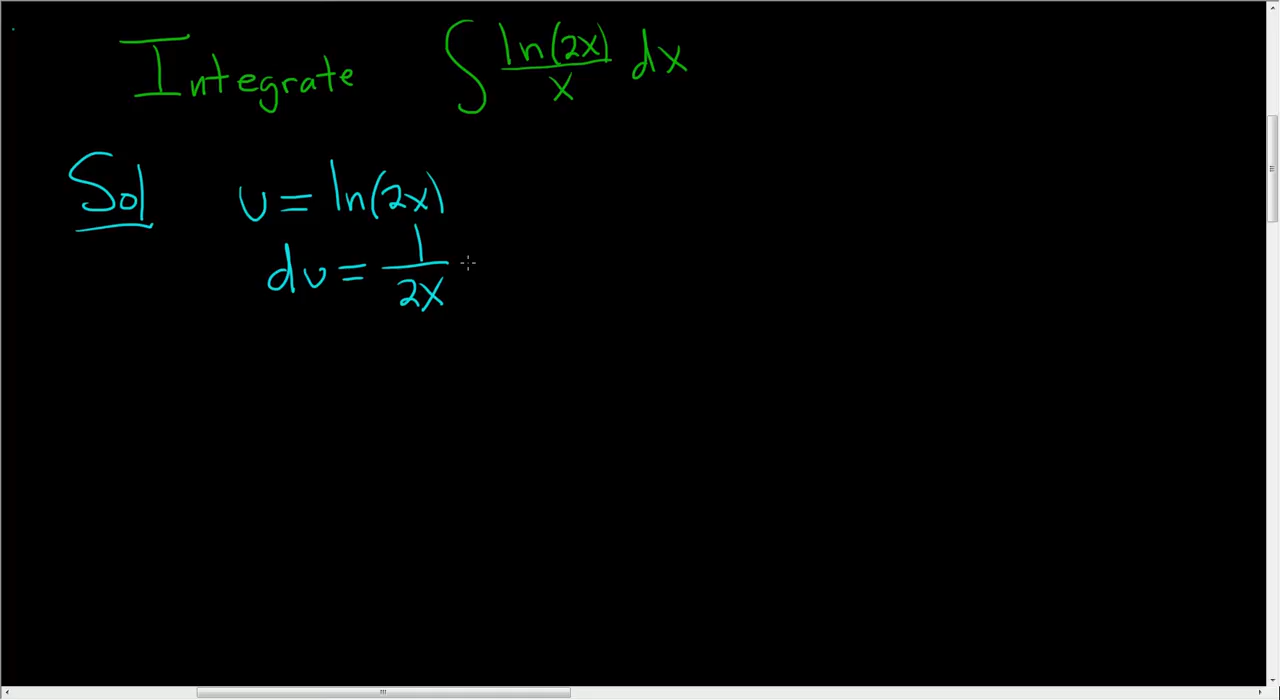 Integrate ∫ ln(2x)/x dx
Sol u = ln(2x)
du = 1/2x